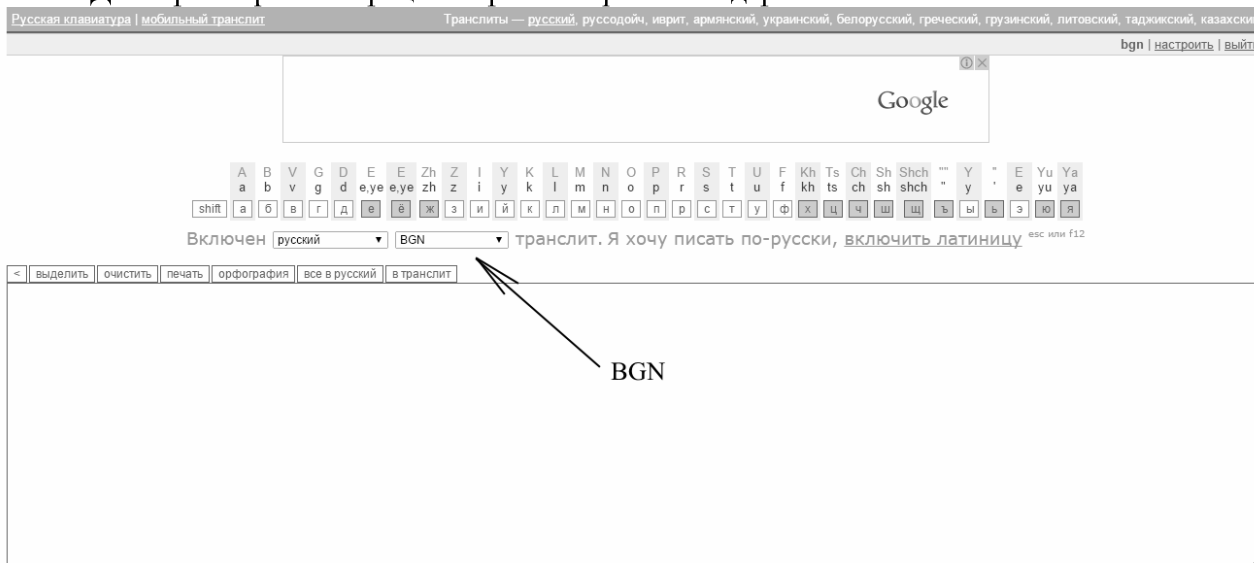 Русская клавиатура | мобильный транслит Транслиты — русский, руссодойч, иврит, армянский, украинский, белорусский, греческий, грузинский, литовский, таджикский, казахский
bgn | настроить | выйти
Google
A B V G D E E Zh Z I Y K L M N O P R S T U F Kh Ts Ch Sh Shch "" Y " E Yu Ya
a b v g d e,ye e,ye zh z i y k l m n o p r s t u f kh ts ch sh shch " y ' e yu ya
shift а б в г д е ё ж з и й к л м н о п р с т у ф х ц ч ш щ ъ ы ь э ю я
Включен русский BGN транслит. Я хочу писать по-русски, включить латиницу esc или f12
< выделить очистить печать орфография все в русский в транслит
BGN